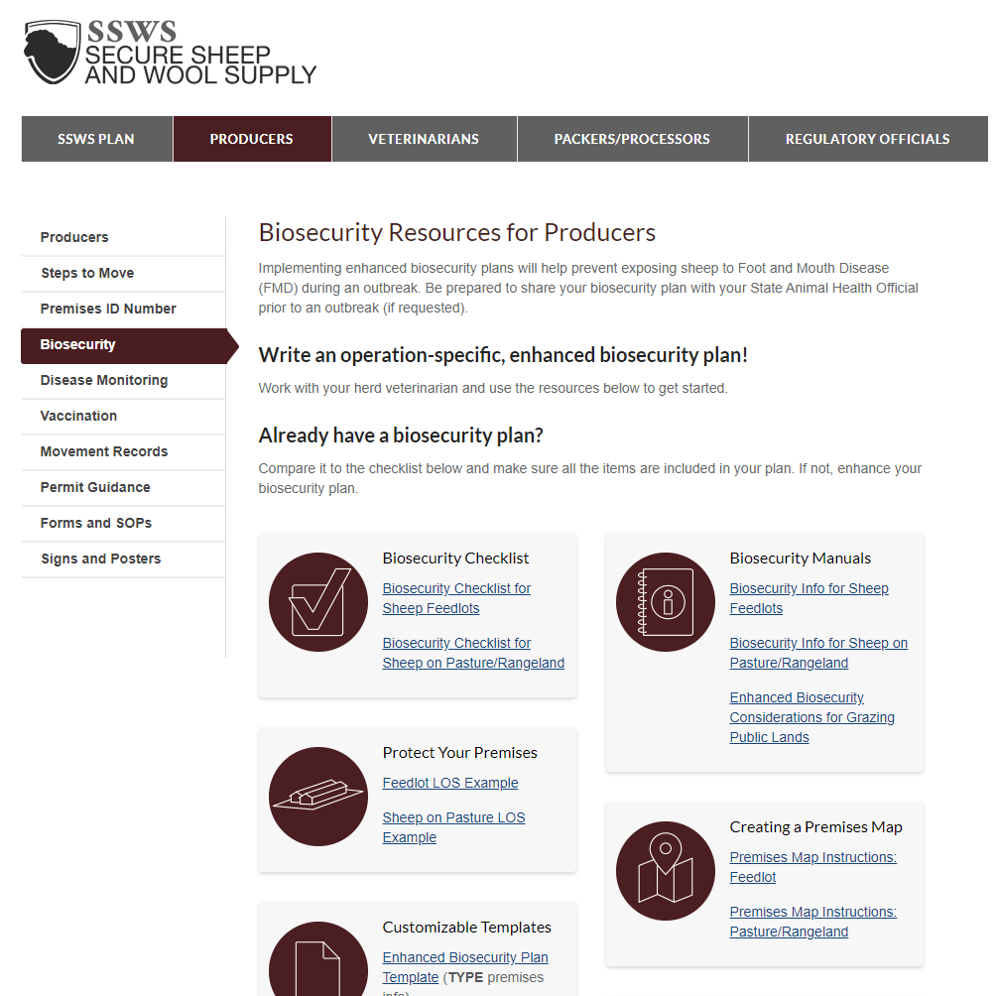 SSWS
SECURE SHEEP
AND WOOL SUPPLY
SSWS PLAN
PRODUCERS
VETERINARIANS
PACKERS/PROCESSORS
REGULATORY OFFICIALS
Producers
Steps to Move
Premises ID Number
Biosecurity
Disease Monitoring
Vaccination
Movement Records
Permit Guidance
Forms and SOPs
Signs and Posters
Biosecurity Resources for Producers
Implementing enhanced biosecurity plans will help prevent exposing sheep to Foot and Mouth Disease
(FMD) during an outbreak. Be prepared to share your biosecurity plan with your State Animal Health Official
prior to an outbreak (if requested).
Write an operation-specific, enhanced biosecurity plan!
Work with your herd veterinarian and use the resources below to get started.
Already have a biosecurity plan?
Compare it to the checklist below and make sure all the items are included in your plan. If not, enhance your
biosecurity plan.
Biosecurity Checklist
Biosecurity Checklist for
Sheep Feedlots
Biosecurity Checklist for
Sheep on Pasture/Rangeland
Protect Your Premises
Feedlot LOS Example
Sheep on Pasture LOS
Example
Customizable Templates
Enhanced Biosecurity Plan
Template (TYPE premises
info)
Biosecurity Manuals
Biosecurity Info for Sheep
Feedlots
Biosecurity Info for Sheep on
Pasture/Rangeland
Enhanced Biosecurity
Considerations for Grazing
Public Lands
Creating a Premises Map
Premises Map Instructions:
Feedlot
Premises Map Instructions:
Pasture/Rangeland